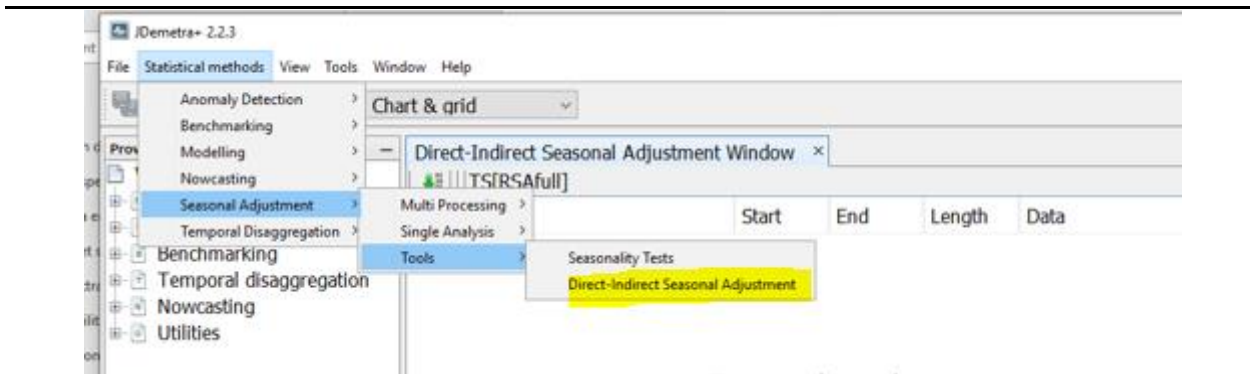 JDemetra+ 2.2.3
File Statistical methods View Tools Window Help
Anomaly Detection
Chart & grid
Benchmarking
Modelling
Direct-Indirect Seasonal Adjustment Window ×
Nowcasting
TS[RSAfull]
Seasonal Adjustment
Multi Processing
Start End Length Data
Temporal Disaggregation
Single Analysis
Benchmarking
Tools
Seasonality Tests
Temporal disaggregation
Direct-Indirect Seasonal Adjustment
Nowcasting
Utilities